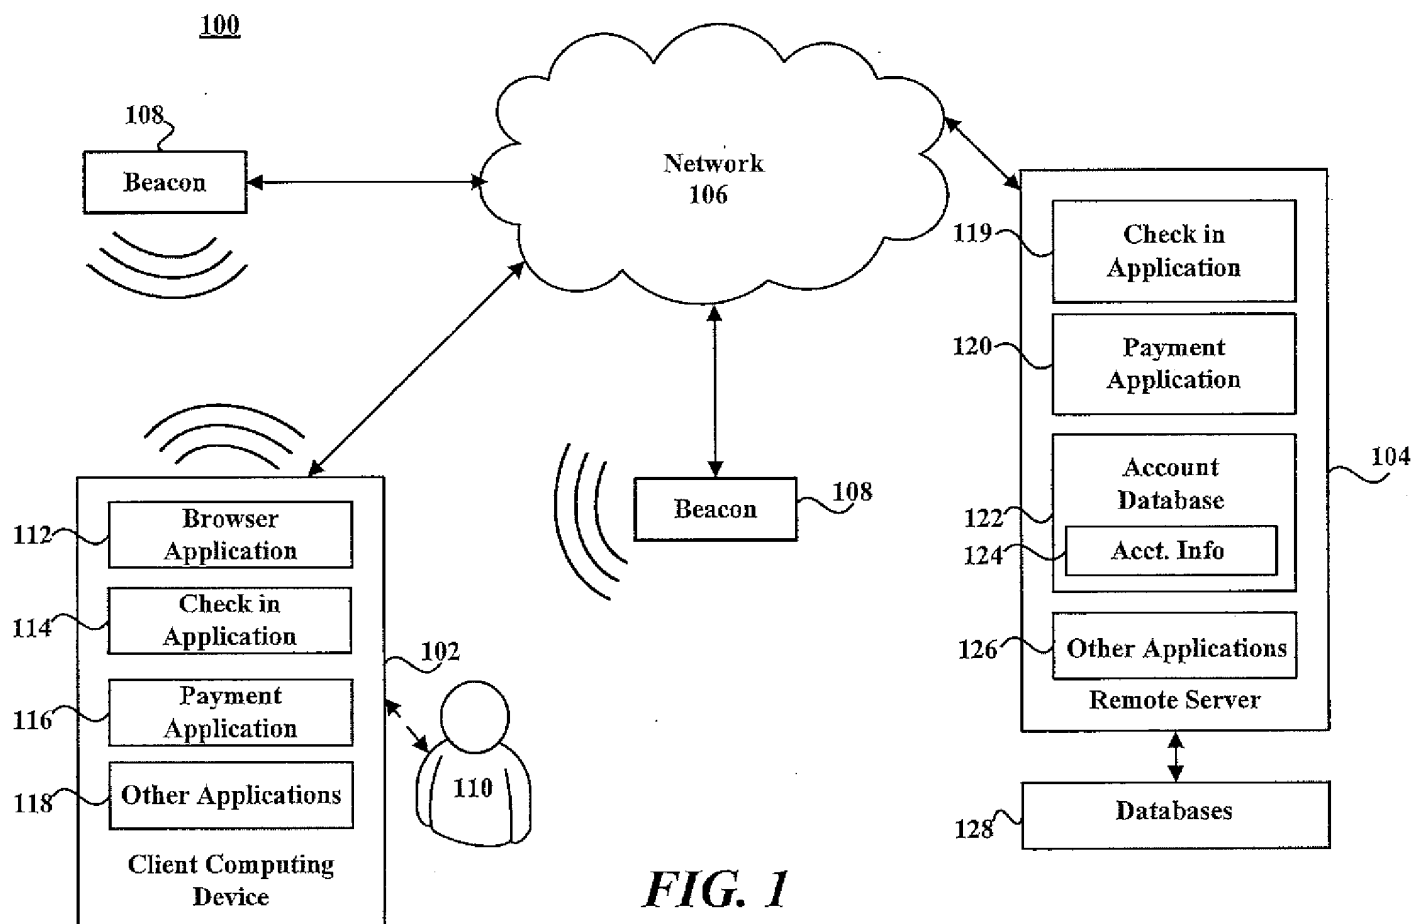 100
108
Beacon
Network
106
119
Check in
Application
120
Payment
Application
104
Account
Database
122
124
Acct. Info
126
Other Applications
Remote Server
128
Databases
Beacon
108
112
Browser
Application
114
Check in
Application
102
116
Payment
Application
110
118
Other Applications
Client Computing
Device
FIG. 1